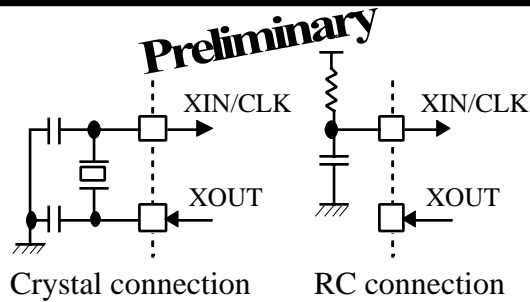 Preliminary
XIN/CLK
XIN/CLK
XOUT
XOUT
Crystal connection
RC connection